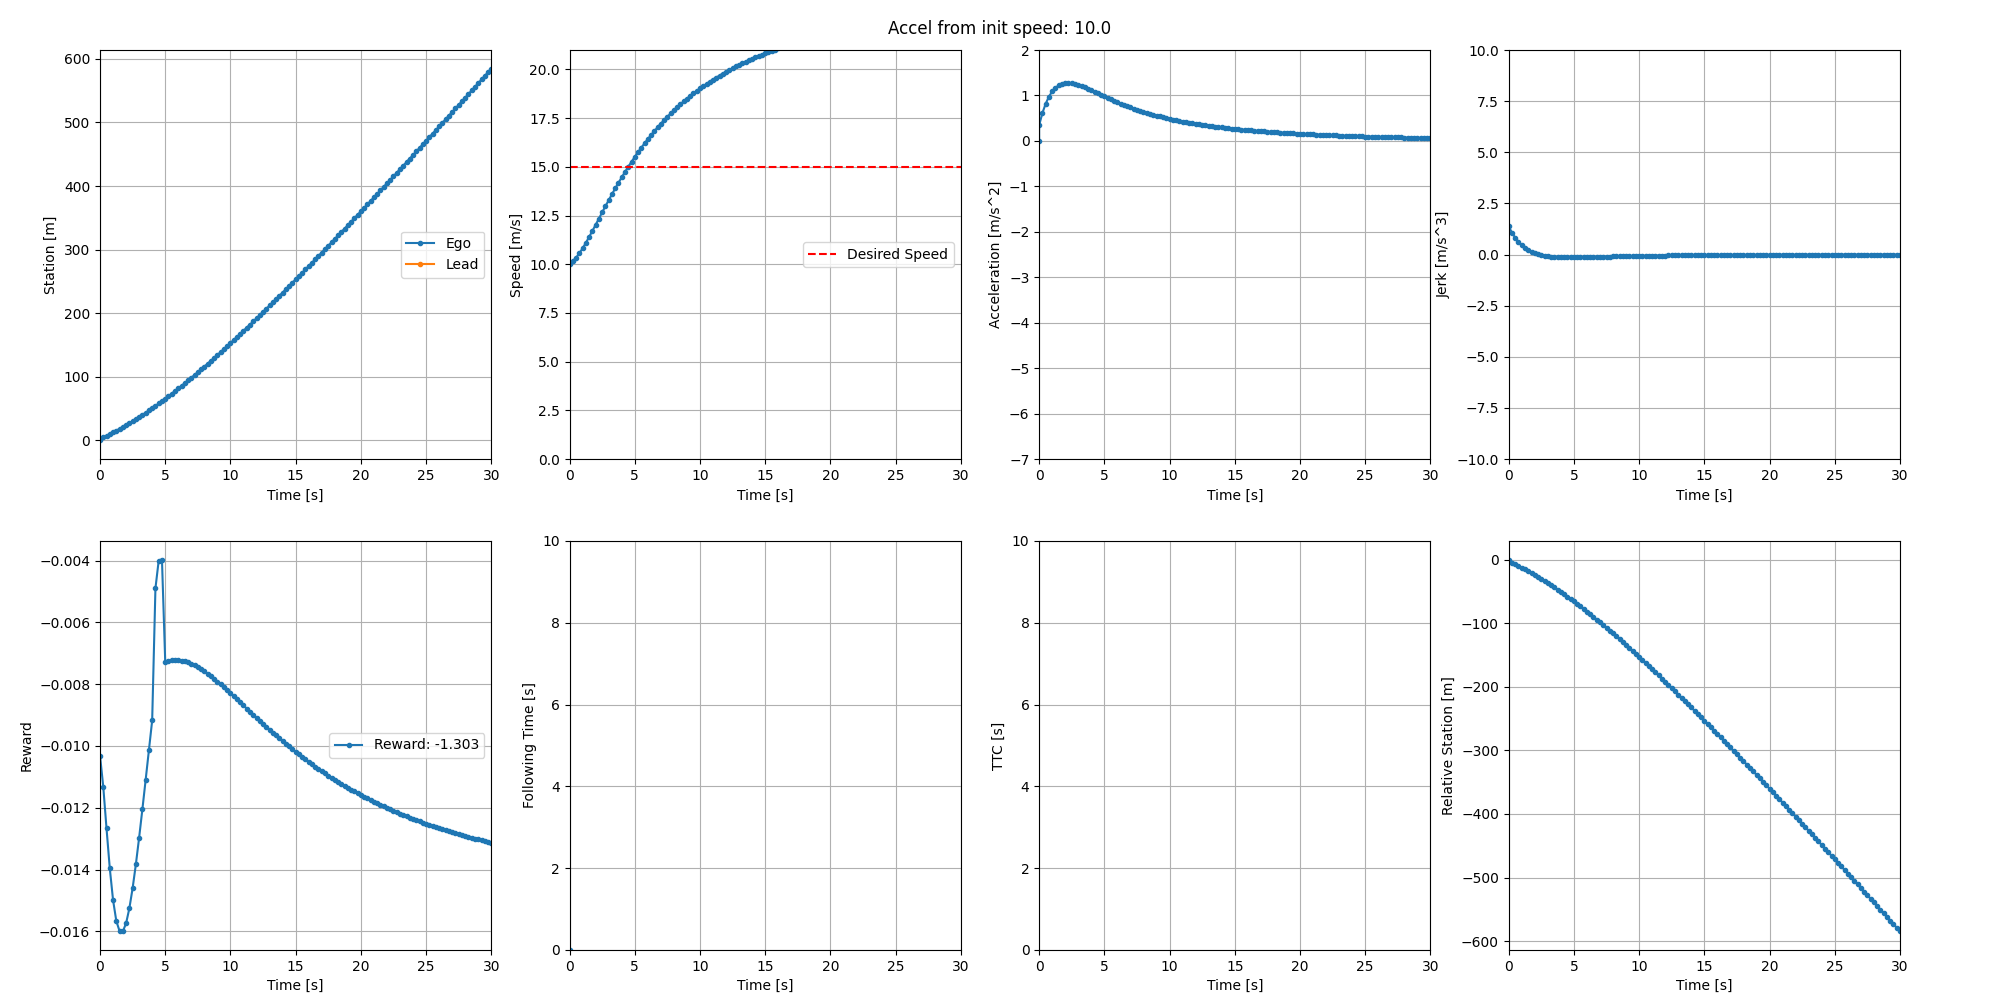 Accel from init speed: 10.0
600
500
400
300
200
100
0
Station [m]
Ego
Lead
0 5 10 15 20 25 30
Time [s]
20.0
17.5
15.0
12.5
10.0
7.5
5.0
2.5
0.0
Speed [m/s]
Desired Speed
0 5 10 15 20 25 30
Time [s]
2
1
0
−1
−2
−3
−4
−5
−6
−7
Acceleration [m/s^2]
0 5 10 15 20 25 30
Time [s]
10.0
7.5
5.0
2.5
0.0
−2.5
−5.0
−7.5
−10.0
Jerk [m/s^3]
0 5 10 15 20 25 30
Time [s]
−0.004
−0.006
−0.008
−0.010
−0.012
−0.014
−0.016
Reward
Reward: -1.303
0 5 10 15 20 25 30
Time [s]
10
8
6
4
2
0
Following Time [s]
0 5 10 15 20 25 30
Time [s]
10
8
6
4
2
0
TTC [s]
0 5 10 15 20 25 30
Time [s]
0
−100
−200
−300
−400
−500
−600
Relative Station [m]
0 5 10 15 20 25 30
Time [s]